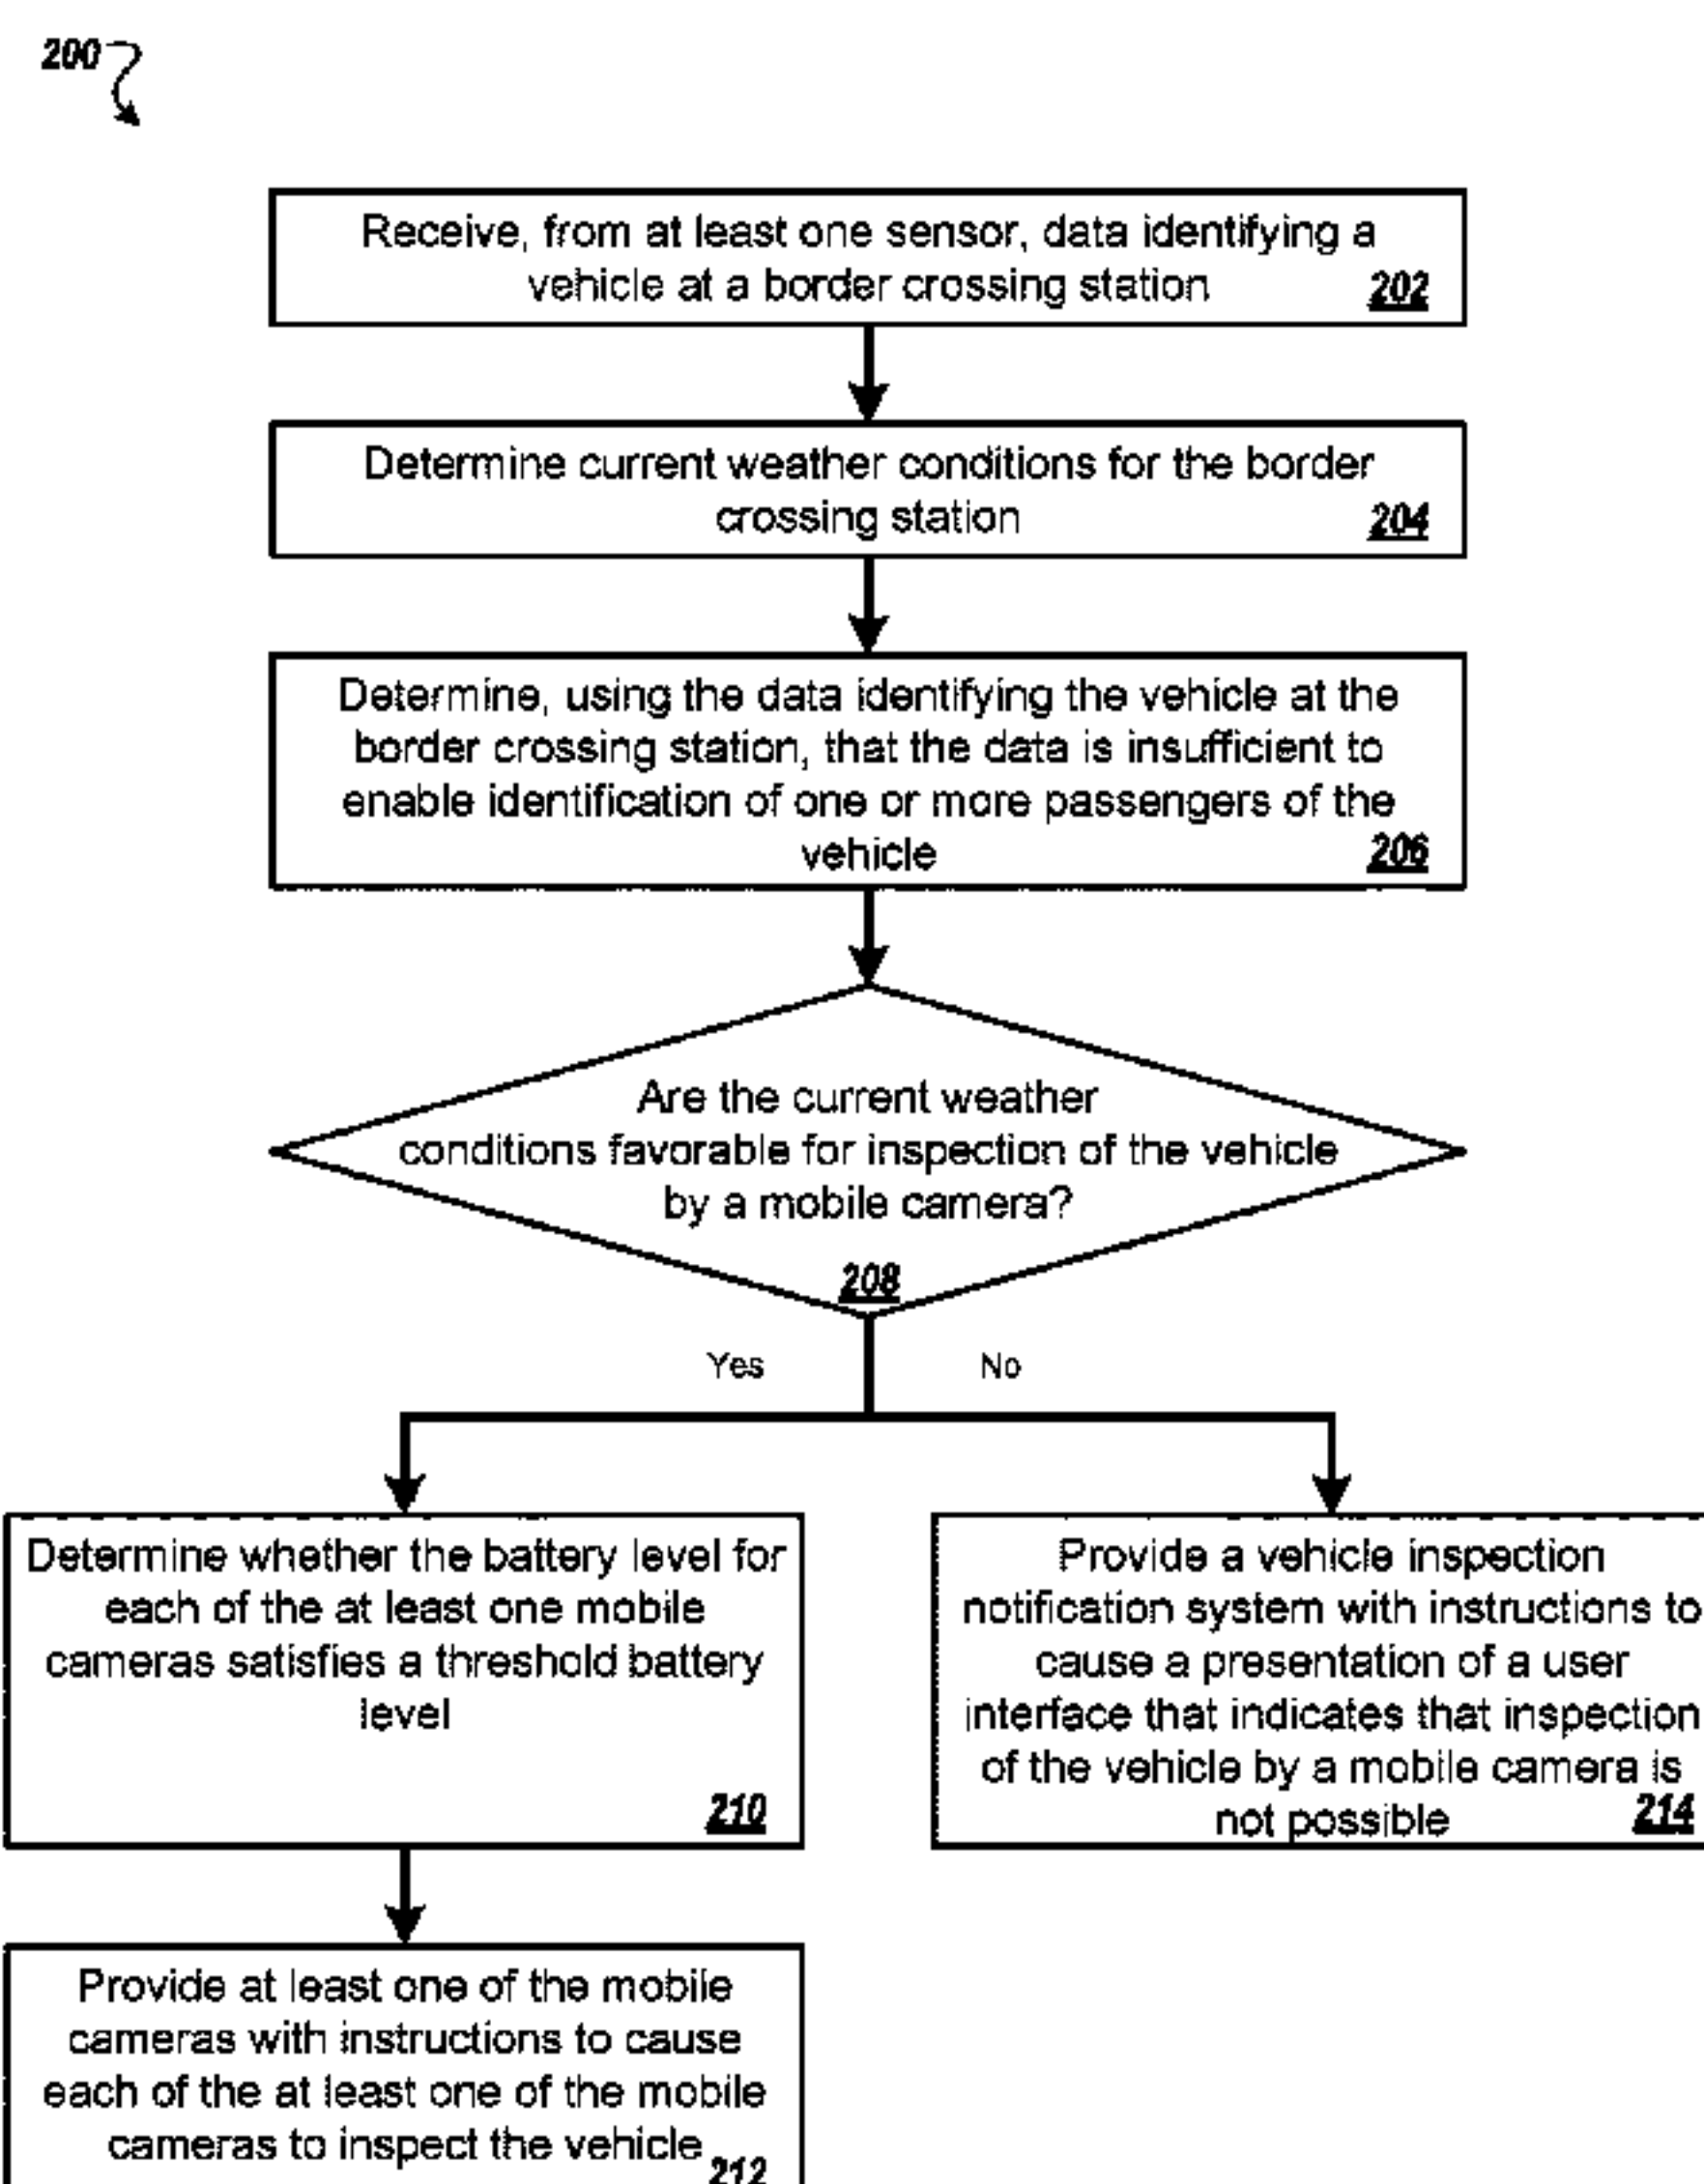 200
Receive, from at least one sensor, data identifying a
vehicle at a border crossing station
202
Determine current weather conditions for the border
crossing station
204
Determine, using the data identifying the vehicle at the
border crossing station, that the data is insufficient to
enable identification of one or more passengers of the
vehicle
206
Are the current weather
conditions favorable for inspection of the vehicle
by a mobile camera?
208
Yes
No
Determine whether the battery level for
each of the at least one mobile
cameras satisfies a threshold battery
level
210
Provide a vehicle inspection
notification system with instructions to
cause a presentation of a user
interface that indicates that inspection
of the vehicle by a mobile camera is
not possible
214
Provide at least one of the mobile
cameras with instructions to cause
each of the at least one of the mobile
cameras to inspect the vehicle
212